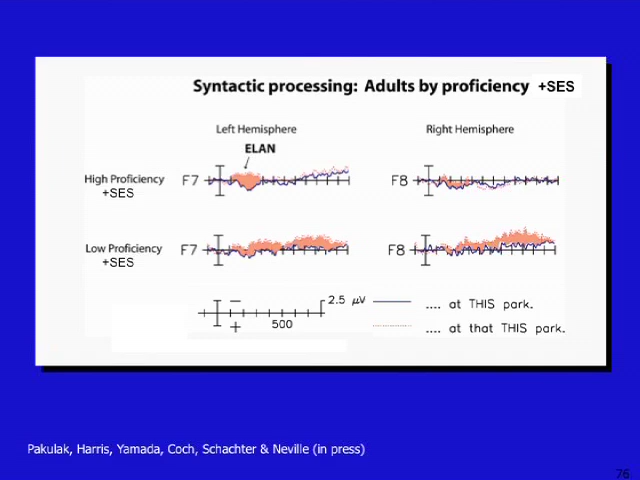 Syntactic processing: Adults by proficiency +SES
Left Hemisphere
Right Hemisphere
ELAN
High Proficiency
+SES
F7
F8
Low Proficiency
+SES
F7
F8
− 2.5 µV
+ 500
.... at THIS park.
.... at that THIS park.
Pakulak, Harris, Yamada, Coch, Schachter & Neville (in press)
76